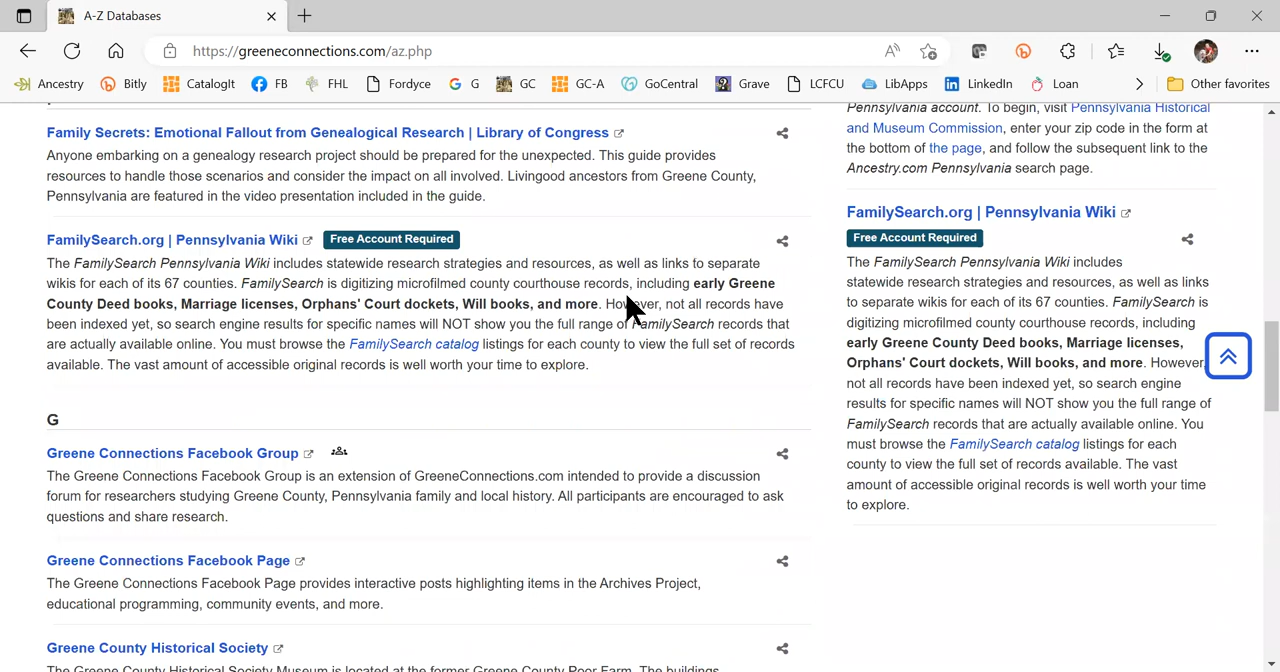 A-Z Databases
https://greeneconnections.com/az.php
Ancestry Bitly CatalogIt FB FHL Fordyce G GC GC-A GoCentral Grave LCFCU LibApps LinkedIn Loan Other favorites
Family Secrets: Emotional Fallout from Genealogical Research | Library of Congress
Anyone embarking on a genealogy research project should be prepared for the unexpected. This guide provides
resources to handle those scenarios and consider the impact on all involved. Livingood ancestors from Greene County,
Pennsylvania are featured in the video presentation included in the guide.
FamilySearch.org | Pennsylvania Wiki Free Account Required
The FamilySearch Pennsylvania Wiki includes statewide research strategies and resources, as well as links to separate
wikis for each of its 67 counties. FamilySearch is digitizing microfilmed county courthouse records, including early Greene
County Deed books, Marriage licenses, Orphans' Court dockets, Will books, and more. However, not all records have
been indexed yet, so search engine results for specific names will NOT show you the full range of FamilySearch records that
are actually available online. You must browse the FamilySearch catalog listings for each county to view the full set of records
available. The vast amount of accessible original records is well worth your time to explore.
G
Greene Connections Facebook Group
The Greene Connections Facebook Group is an extension of GreeneConnections.com intended to provide a discussion
forum for researchers studying Greene County, Pennsylvania family and local history. All participants are encouraged to ask
questions and share research.
Greene Connections Facebook Page
The Greene Connections Facebook Page provides interactive posts highlighting items in the Archives Project,
educational programming, community events, and more.
Greene County Historical Society
The Greene County Historical Society Museum is located at the former Greene County Poor Farm. The buildings
Pennsylvania account. To begin, visit Pennsylvania Historical
and Museum Commission, enter your zip code in the form at
the bottom of the page, and follow the subsequent link to the
Ancestry.com Pennsylvania search page.
FamilySearch.org | Pennsylvania Wiki
Free Account Required
The FamilySearch Pennsylvania Wiki includes
statewide research strategies and resources, as well as links
to separate wikis for each of its 67 counties. FamilySearch is
digitizing microfilmed county courthouse records, including
early Greene County Deed books, Marriage licenses,
Orphans' Court dockets, Will books, and more. However,
not all records have been indexed yet, so search engine
results for specific names will NOT show you the full range of
FamilySearch records that are actually available online. You
must browse the FamilySearch catalog listings for each
county to view the full set of records available. The vast
amount of accessible original records is well worth your time
to explore.